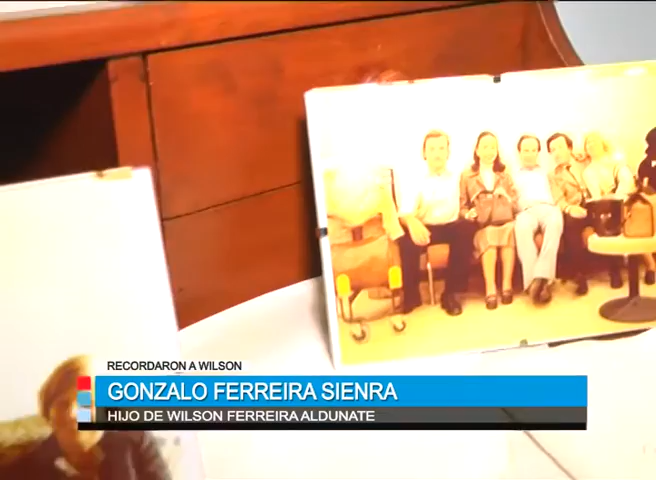 RECORDARON A WILSON
GONZALO FERREIRA SIENRA
HIJO DE WILSON FERREIRA ALDUNATE